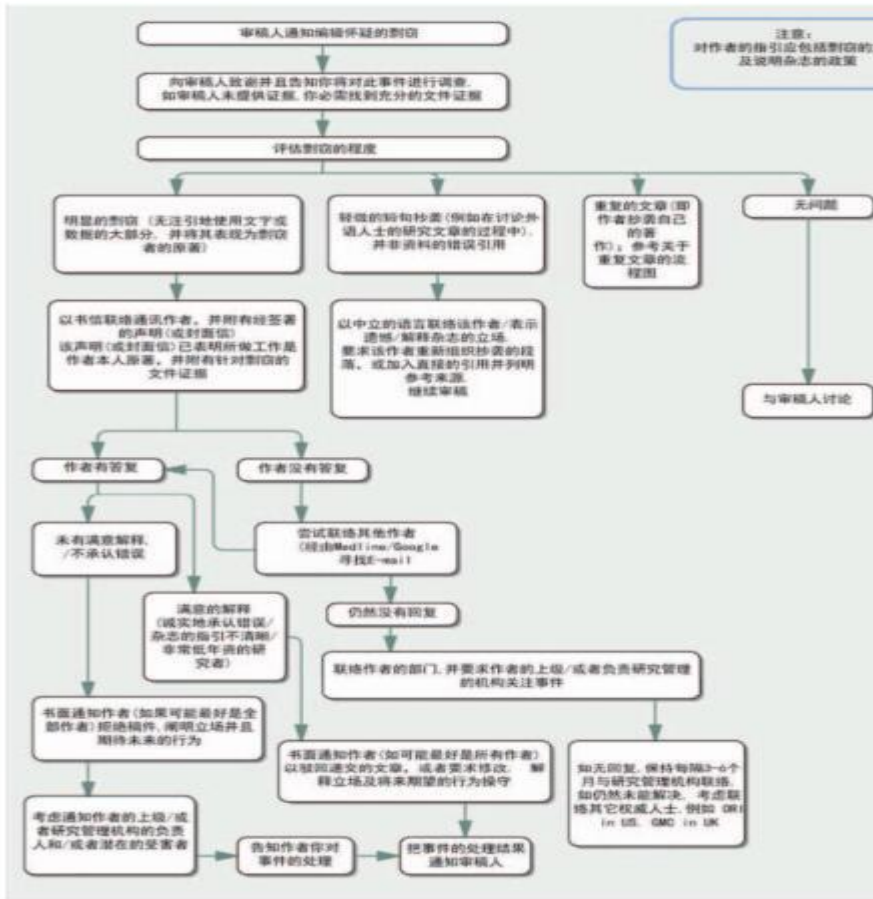 审稿人通知编辑怀疑的剽窃
注意：
对作者的指引应包括剽窃的
及说明杂志的政策
向审稿人致谢并且告知你将对此事件进行调查.
如审稿人未提供证据,你必需找到充分的文件证据
评估剽窃的程度
明显的剽窃 (无注引地使用文字或
数据的大部分, 并将其表现为剽窃
者的原著)
轻微的短句抄袭(例如在讨论外
语人士的研究文章的过程中),
并非资料的错误引用
重复的文章(即
作者抄袭自己
的著
作)；参考关于
重复文章的流
程图
无问题
以书信联络通讯作者, 并附有经签署
的声明(或封面信)
该声明(或封面信)已表明所做工作是
作者本人原著, 并附有针对剽窃的
文件证据
以中立的语言联络该作者/表示
遗憾/解释杂志的立场.
要求该作者重新组织抄袭的段
落, 或加入直接的引用并列明
参考来源.
继续审稿
与审稿人讨论
作者有答复
作者没有答复
未有满意解释,
/不承认错误
尝试联络其他作者
(经由Medline/Google
寻找E-mail
满意的解释
(诚实地承认错误/
杂志的指引不清晰/
非常低年资的研
究者)
仍然没有回复
联络作者的部门,并要求作者的上级/或者负责研究管理
的机构关注事件
书面通知作者(如果可能最好是全
部作者)拒绝稿件,阐明立场并且
期待未来的行为
书面通知作者(如可能最好是所有作者)
以驳回递交的文章, 或者要求修改. 解
释立场及将来期望的行为操守
如无回复,保持每隔3-6个
月与研究管理机构联络.
如仍然未能解决, 考虑联
络其它权威人士,例如 ORI
in US, GMC in UK
考虑通知作者的上级/或
者研究管理机构的负责
人和/或者潜在的受害者
告知作者你对
事件的处理
把事件的处理结果
通知审稿人